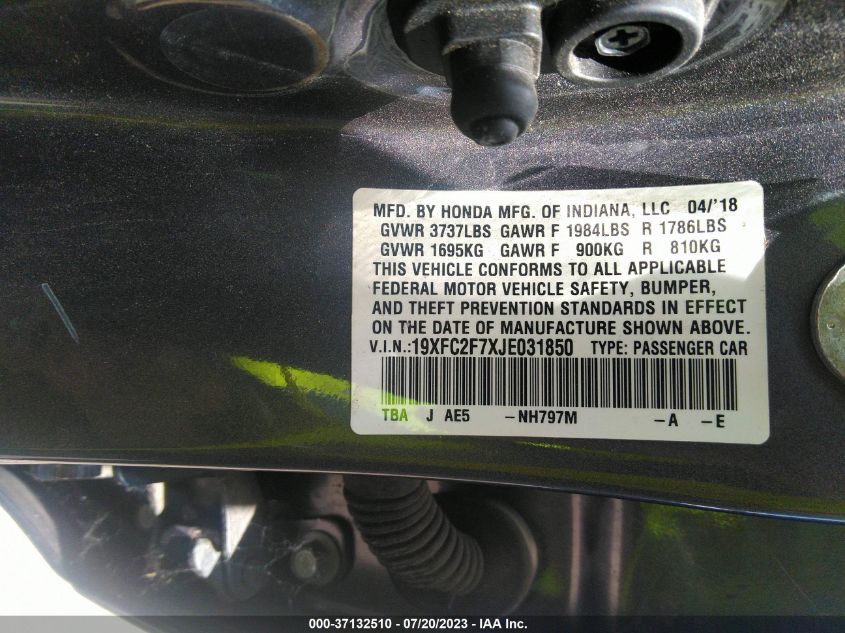 MFD. BY HONDA MFG. OF INDIANA, LLC 04/'18
GVWR 3737LBS GAWR F 1984LBS R 1786LBS
GVWR 1695KG GAWR F 900KG R 810KG
THIS VEHICLE CONFORMS TO ALL APPLICABLE
FEDERAL MOTOR VEHICLE SAFETY, BUMPER,
AND THEFT PREVENTION STANDARDS IN EFFECT
ON THE DATE OF MANUFACTURE SHOWN ABOVE.
V.I.N.:19XFC2F7XJE031850 TYPE: PASSENGER CAR
TBA J AE5 -NH797M -A -E
000-37132510 / 07/20/2023 - IAA Inc.